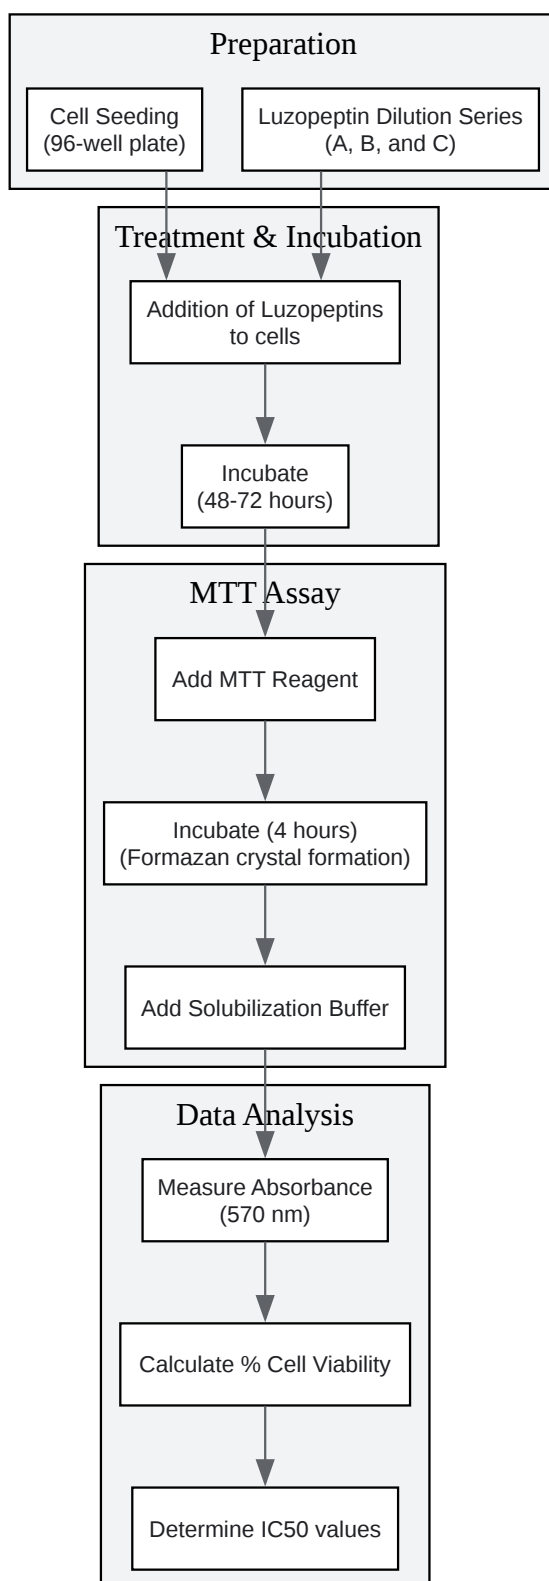 Preparation
Cell Seeding
(96-well plate)
Luzopeptin Dilution Series
(A, B, and C)
Treatment & Incubation
Addition of Luzopeptins
to cells
Incubate
(48-72 hours)
MTT Assay
Add MTT Reagent
Incubate (4 hours)
(Formazan crystal formation)
Add Solubilization Buffer
Data Analysis
Measure Absorbance
(570 nm)
Calculate % Cell Viability
Determine IC50 values